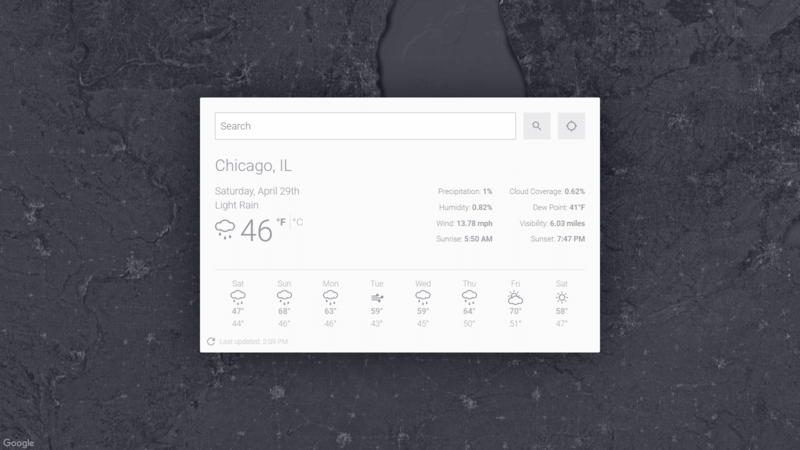 Search
Chicago, IL
Saturday, April 29th
Light Rain
46 °F °C
Precipitation: 1%
Humidity: 0.82%
Wind: 13.78 mph
Sunrise: 5:50 AM
Cloud Coverage: 0.62%
Dew Point: 41°F
Visibility: 6.03 miles
Sunset: 7:47 PM
Sat Sun Mon Tue Wed Thu Fri Sat
47° 68° 63° 59° 59° 64° 70° 58°
44° 46° 46° 43° 45° 50° 51° 47°
Last updated: 2:09 PM
Google